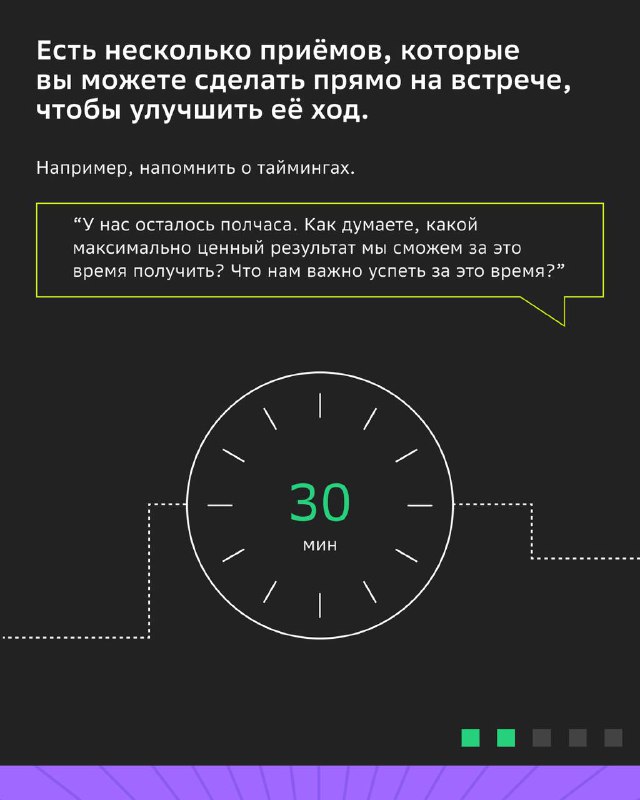 Есть несколько приёмов, которые
вы можете сделать прямо на встрече,
чтобы улучшить её ход.
Например, напомнить о таймингах.
“У нас осталось полчаса. Как думаете, какой
максимально ценный результат мы сможем за это
время получить? Что нам важно успеть за это время?”
30
мин